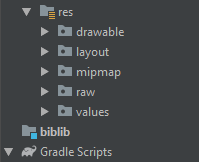 res
drawable
layout
mipmap
raw
values
biblib
Gradle Scripts